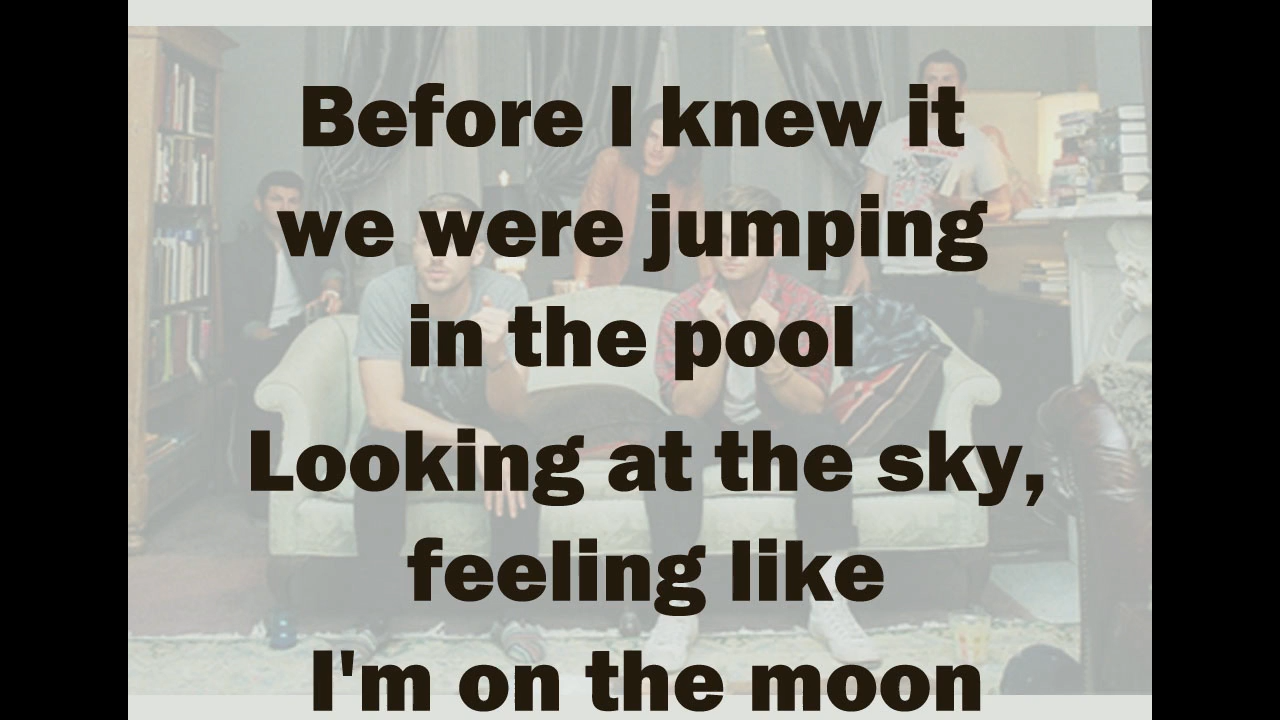 Before I knew it
we were jumping
in the pool
Looking at the sky,
feeling like
I'm on the moon